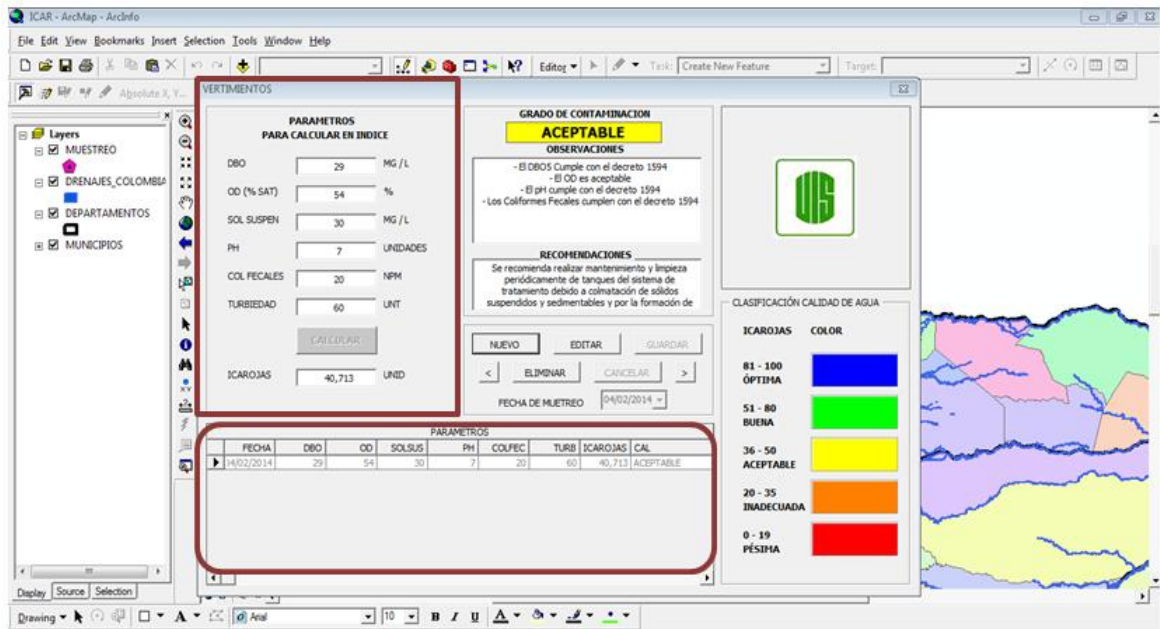 ICAR - ArcMap - ArcInfo
File Edit View Bookmarks Insert Selection Tools Window Help
Editor Task: Create New Feature Target:
Absolute X, Y...
Layers
MUESTREO
DRENAJES_COLOMBIA
DEPARTAMENTOS
MUNICIPIOS
Display Source Selection
VERTIMIENTOS
PARAMETROS
PARA CALCULAR EN INDICE
DBO 29 MG / L
OD (% SAT) 54 %
SOL SUSPEN 30 MG / L
PH 7 UNIDADES
COL FECALES 20 NPM
TURBIEDAD 60 UNT
CALCULAR
ICAROJAS 40,713 UNID
GRADO DE CONTAMINACION
ACEPTABLE
OBSERVACIONES
- El DBO5 Cumple con el decreto 1594
- El OD es aceptable
- El pH cumple con el decreto 1594
- Los Coliformes Fecales cumplen con el decreto 1594
RECOMENDACIONES
Se recomienda realizar mantenimiento y limpieza
periódicamente de tanques del sistema de
tratamiento debido a colmatación de sólidos
suspendidos y sedimentables y por la formación de
NUEVO EDITAR GUARDAR
< ELIMINAR CANCELAR >
FECHA DE MUETREO 04/02/2014
UIS
CLASIFICACIÓN CALIDAD DE AGUA
ICAROJAS COLOR
81 - 100
ÓPTIMA
51 - 80
BUENA
36 - 50
ACEPTABLE
20 - 35
INADECUADA
0 - 19
PÉSIMA
PARAMETROS
FECHA DBO OD SOLSUS PH COLFEC TURB ICAROJAS CAL
29 54 30 7 20 60 40,713 ACEPTABLE
Drawing A Arial 10 B I U A